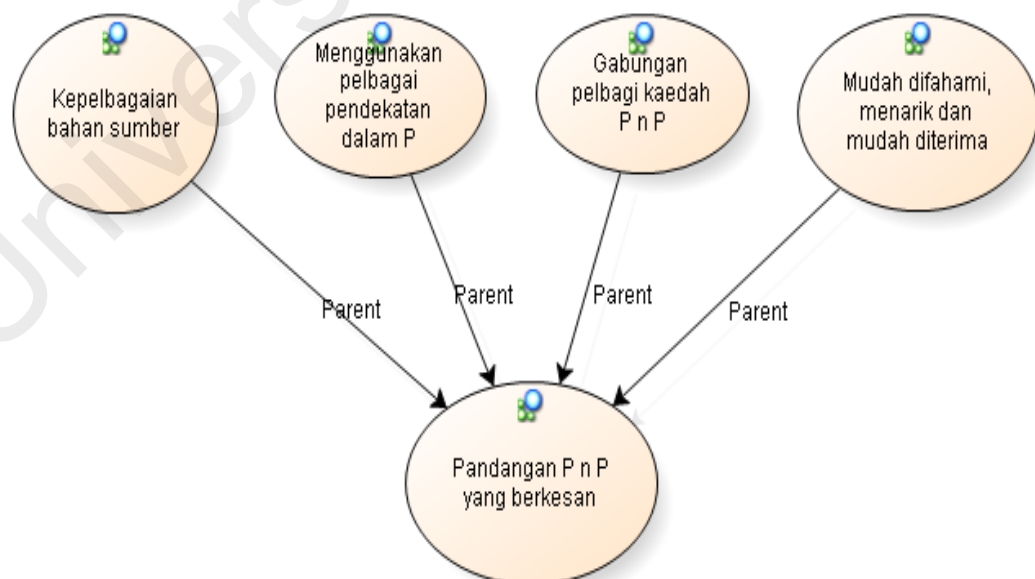 Kepelbagaian
bahan sumber
Menggunakan
pelbagai
pendekatan
dalam P
Gabungan
pelbagi kaedah
P n P
Mudah difahami,
menarik dan
mudah diterima
Parent
Parent
Parent
Parent
Pandangan P n P
yang berkesan
Univers